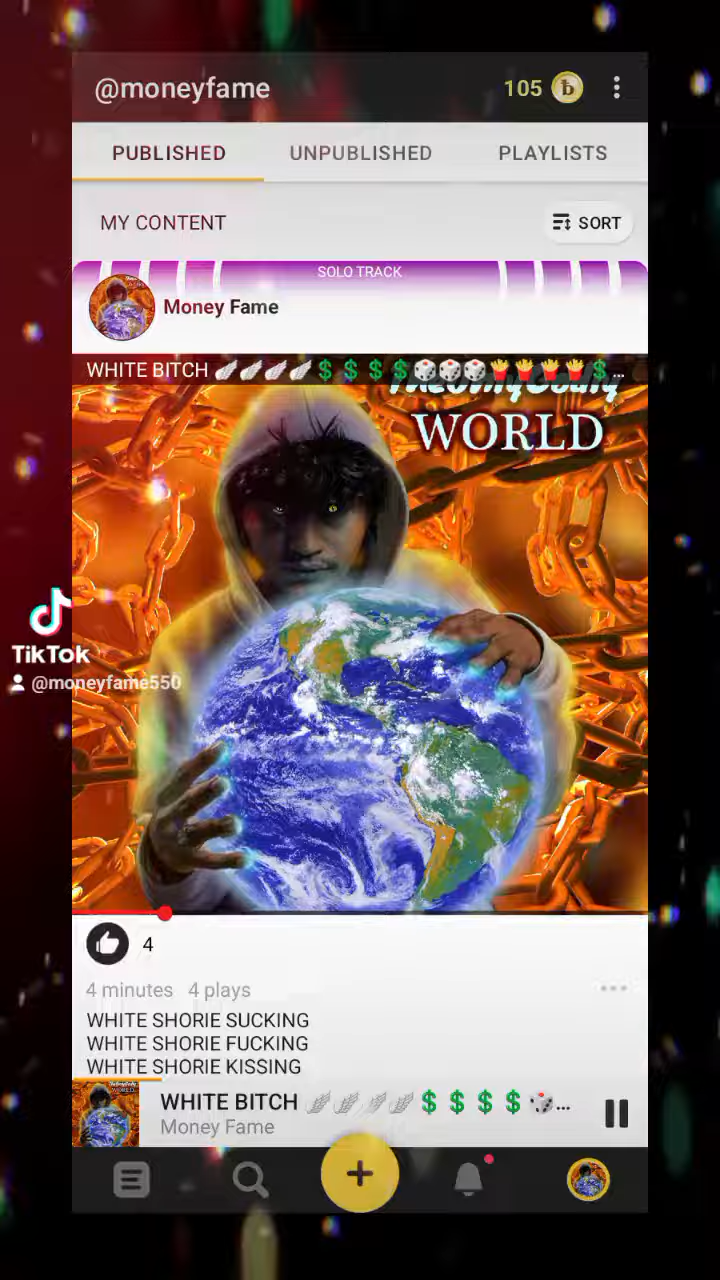 @moneyfame
105
PUBLISHED UNPUBLISHED PLAYLISTS
MY CONTENT SORT
SOLO TRACK
Money Fame
WHITE BITCH 🪽🪽🪽🪽💲💲💲💲🎲🎲🎲🍟🍟🍟🍟💲...
WORLD
TikTok
@moneyfame550
4
4 minutes 4 plays
WHITE SHORIE SUCKING
WHITE SHORIE FUCKING
WHITE SHORIE KISSING
WHITE BITCH 🪽🪽🪽🪽💲💲💲💲🎲...
Money Fame